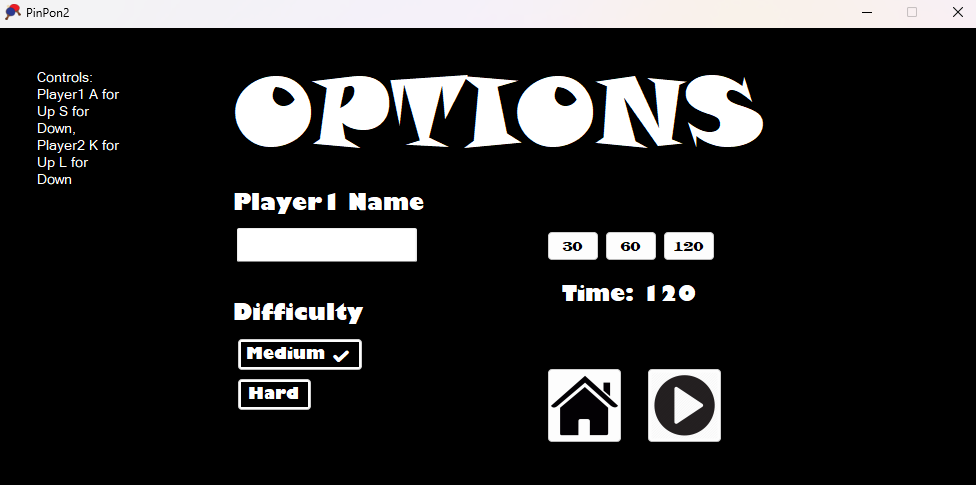 PinPon2
Controls:
Player1 A for
Up S for
Down,
Player2 K for
Up L for
Down
OPTIONS
Player1 Name
30 60 120
Time: 120
Difficulty
Medium
Hard